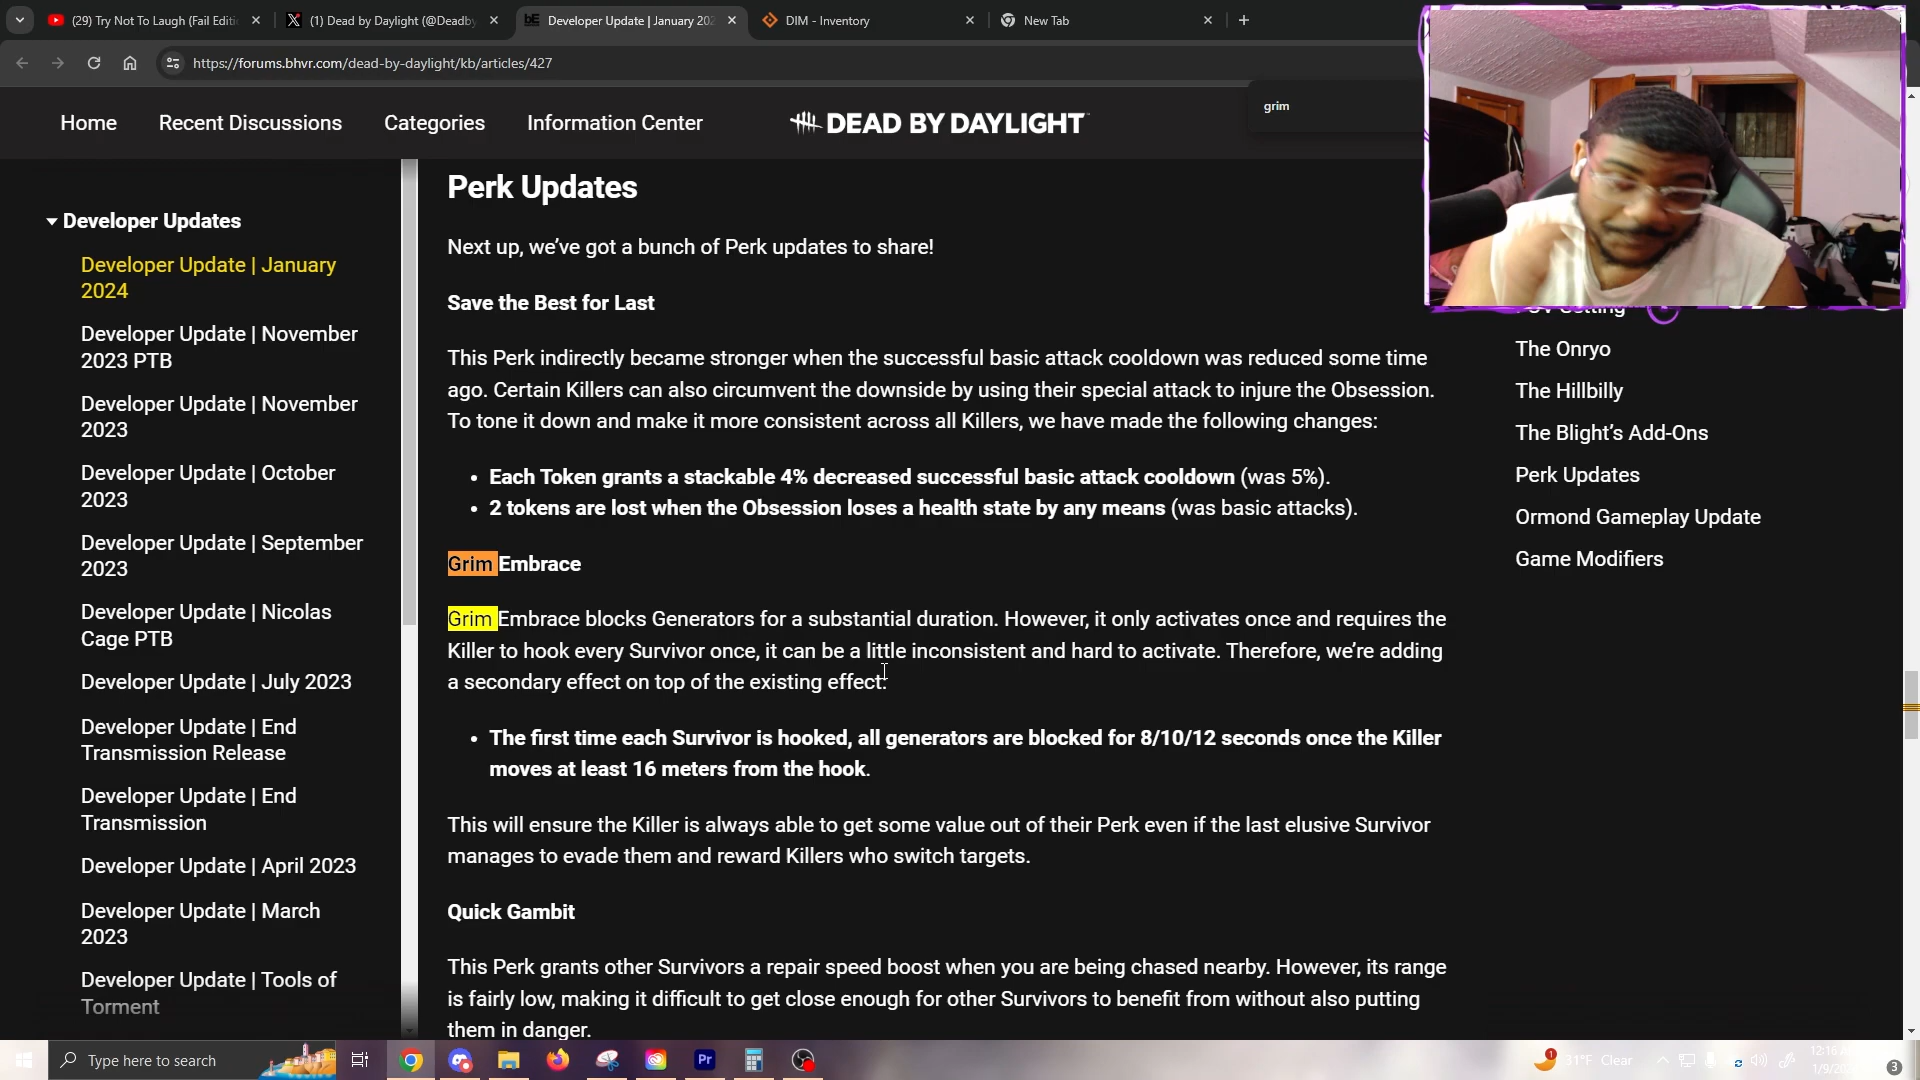 (29) Try Not To Laugh (Fail Editi
(1) Dead by Daylight (@Deadby
bE Developer Update | January 202
DIM - Inventory
New Tab
https://forums.bhvr.com/dead-by-daylight/kb/articles/427
grim
Home
Recent Discussions
Categories
Information Center
DEAD BY DAYLIGHT
Developer Updates
Developer Update | January
2024
Developer Update | November
2023 PTB
Developer Update | November
2023
Developer Update | October
2023
Developer Update | September
2023
Developer Update | Nicolas
Cage PTB
Developer Update | July 2023
Developer Update | End
Transmission Release
Developer Update | End
Transmission
Developer Update | April 2023
Developer Update | March
2023
Developer Update | Tools of
Torment
Perk Updates
Next up, we've got a bunch of Perk updates to share!
Save the Best for Last
This Perk indirectly became stronger when the successful basic attack cooldown was reduced some time
ago. Certain Killers can also circumvent the downside by using their special attack to injure the Obsession.
To tone it down and make it more consistent across all Killers, we have made the following changes:
• Each Token grants a stackable 4% decreased successful basic attack cooldown (was 5%).
• 2 tokens are lost when the Obsession loses a health state by any means (was basic attacks).
Grim Embrace
Grim Embrace blocks Generators for a substantial duration. However, it only activates once and requires the
Killer to hook every Survivor once, it can be a little inconsistent and hard to activate. Therefore, we're adding
a secondary effect on top of the existing effect:
• The first time each Survivor is hooked, all generators are blocked for 8/10/12 seconds once the Killer
moves at least 16 meters from the hook.
This will ensure the Killer is always able to get some value out of their Perk even if the last elusive Survivor
manages to evade them and reward Killers who switch targets.
Quick Gambit
This Perk grants other Survivors a repair speed boost when you are being chased nearby. However, its range
is fairly low, making it difficult to get close enough for other Survivors to benefit from without also putting
them in danger.
The Onryo
The Hillbilly
The Blight's Add-Ons
Perk Updates
Ormond Gameplay Update
Game Modifiers
Type here to search
Pr
1
31°F Clear
12:16
3